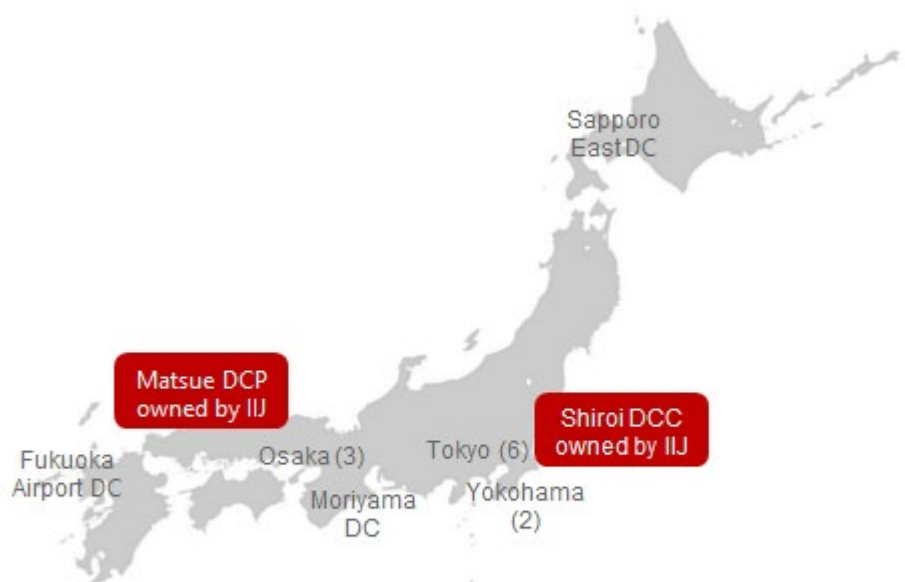 Sapporo
East DC
Matsue DCP
owned by IIJ
Shiroi DCC
owned by IIJ
Fukuoka
Airport DC
Osaka (3)
Tokyo (6)
Moriyama
DC
Yokohama
(2)